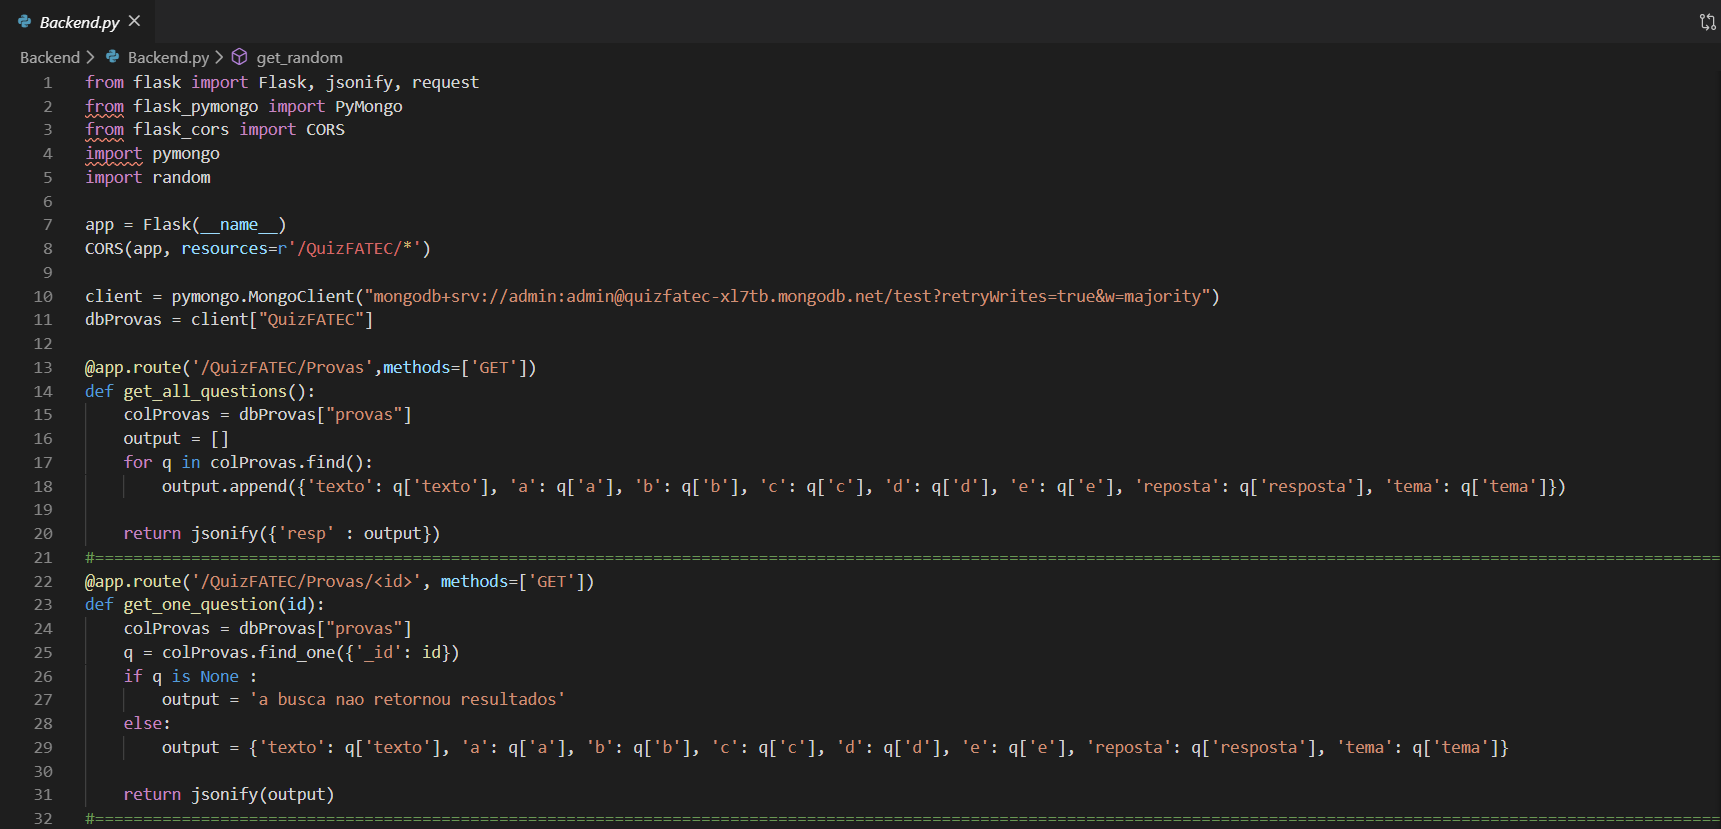 Backend.py
Backend > Backend.py > get_random
1 from flask import Flask, jsonify, request
2 from flask_pymongo import PyMongo
3 from flask_cors import CORS
4 import pymongo
5 import random
6
7 app = Flask(__name__)
8 CORS(app, resources=r'/QuizFATEC/*')
9
10 client = pymongo.MongoClient("mongodb+srv://admin:admin@quizfatec-xl7tb.mongodb.net/test?retryWrites=true&w=majority")
11 dbProvas = client["QuizFATEC"]
12
13 @app.route('/QuizFATEC/Provas',methods=['GET'])
14 def get_all_questions():
15     colProvas = dbProvas["provas"]
16     output = []
17     for q in colProvas.find():
18         output.append({'texto': q['texto'], 'a': q['a'], 'b': q['b'], 'c': q['c'], 'd': q['d'], 'e': q['e'], 'reposta': q['resposta'], 'tema': q['tema']})
19
20     return jsonify({'resp' : output})
21 #=========================================================================================================================================================================
22 @app.route('/QuizFATEC/Provas/<id>', methods=['GET'])
23 def get_one_question(id):
24     colProvas = dbProvas["provas"]
25     q = colProvas.find_one({'_id': id})
26     if q is None :
27         output = 'a busca nao retornou resultados'
28     else:
29         output = {'texto': q['texto'], 'a': q['a'], 'b': q['b'], 'c': q['c'], 'd': q['d'], 'e': q['e'], 'reposta': q['resposta'], 'tema': q['tema']}
30
31     return jsonify(output)
32 #=========================================================================================================================================================================